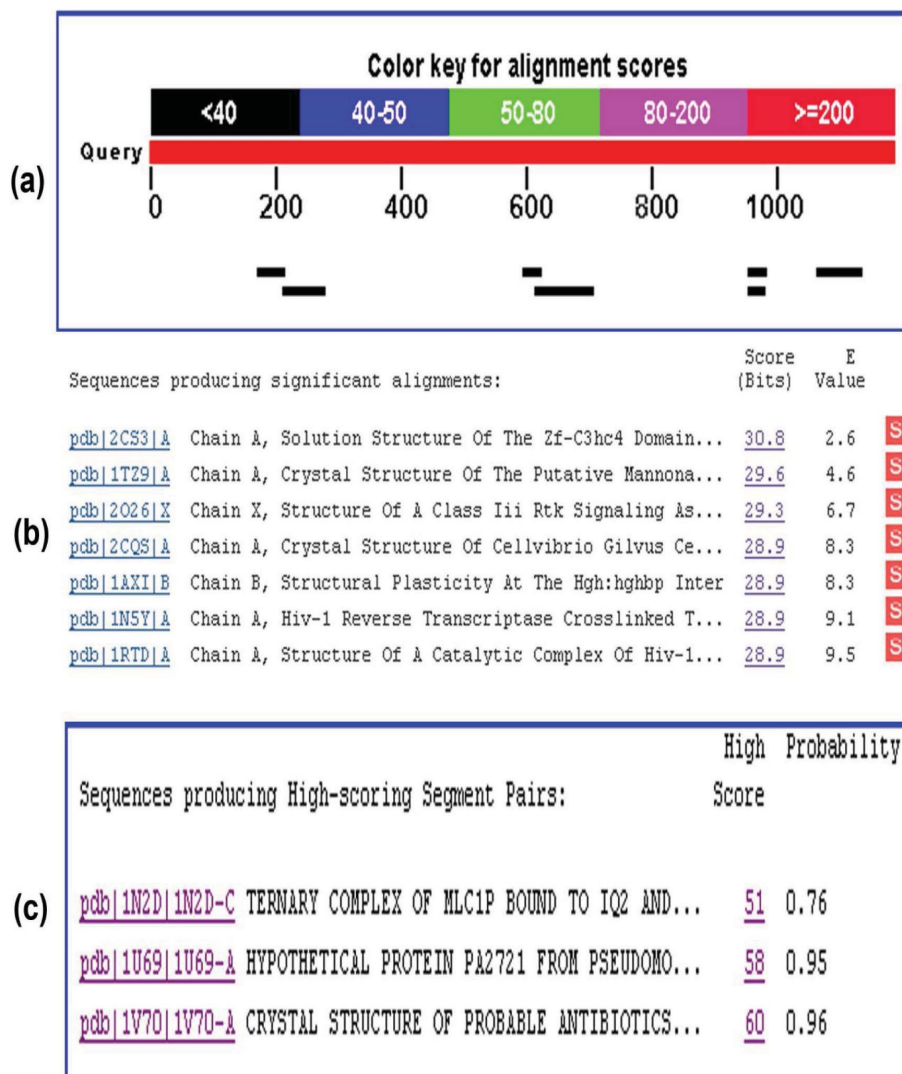 Color key for alignment scores
<40 40-50 50-80 80-200 >=200
Query
(a)
0 200 400 600 800 1000
Score E
Sequences producing significant alignments: (Bits) Value
pdb|2CS3|A Chain A, Solution Structure Of The Zf-C3hc4 Domain... 30.8 2.6 S
pdb|1TZ9|A Chain A, Crystal Structure Of The Putative Mannona... 29.6 4.6 S
pdb|2O26|X Chain X, Structure Of A Class Iii Rtk Signaling As... 29.3 6.7 S
(b)
pdb|2CQS|A Chain A, Crystal Structure Of Cellvibrio Gilvus Ce... 28.9 8.3 S
pdb|1AXI|B Chain B, Structural Plasticity At The Hgh:hghbp Inter 28.9 8.3 S
pdb|1N5Y|A Chain A, Hiv-1 Reverse Transcriptase Crosslinked T... 28.9 9.1 S
pdb|1RTD|A Chain A, Structure Of A Catalytic Complex Of Hiv-1... 28.9 9.5 S
High Probability
Sequences producing High-scoring Segment Pairs: Score
(c)
pdb|1N2D|1N2D-C TERNARY COMPLEX OF MLC1P BOUND TO IQ2 AND... 51 0.76
pdb|1U69|1U69-A HYPOTHETICAL PROTEIN PA2721 FROM PSEUDOMO... 58 0.95
pdb|1V70|1V70-A CRYSTAL STRUCTURE OF PROBABLE ANTIBIOTICS... 60 0.96